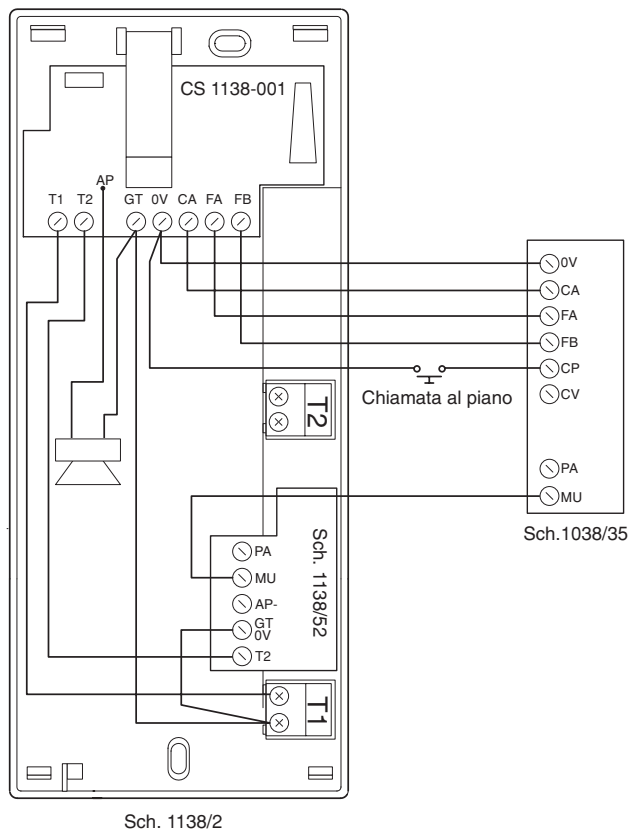 CS 1138-001
AP
T1 T2 GT 0V CA FA FB
0V
CA
FA
FB
CP
Chiamata al piano
CV
T2
PA
MU
Sch.1038/35
Sch. 1138/52
PA
MU
AP-
GT
0V
T2
T1
Sch. 1138/2